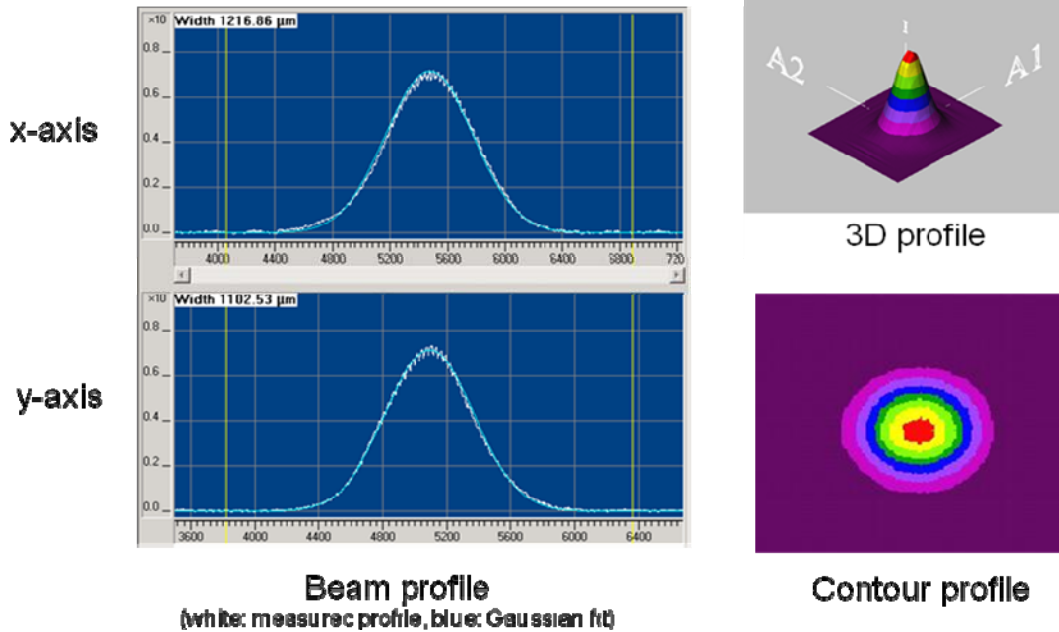 x-axis
×10 Width 1216.86 µm
0.8
0.6
0.4
0.2
0.0
4000 4400 4800 5200 5600 6000 6400 6800 720
y-axis
×10 Width 1102.53 µm
0.8
0.6
0.4
0.2
0.0
3600 4000 4400 4800 5200 5600 6000 6400
Beam profile
(white: measured profile, blue: Gaussian fit)
1
A2
A1
3D profile
Contour profile